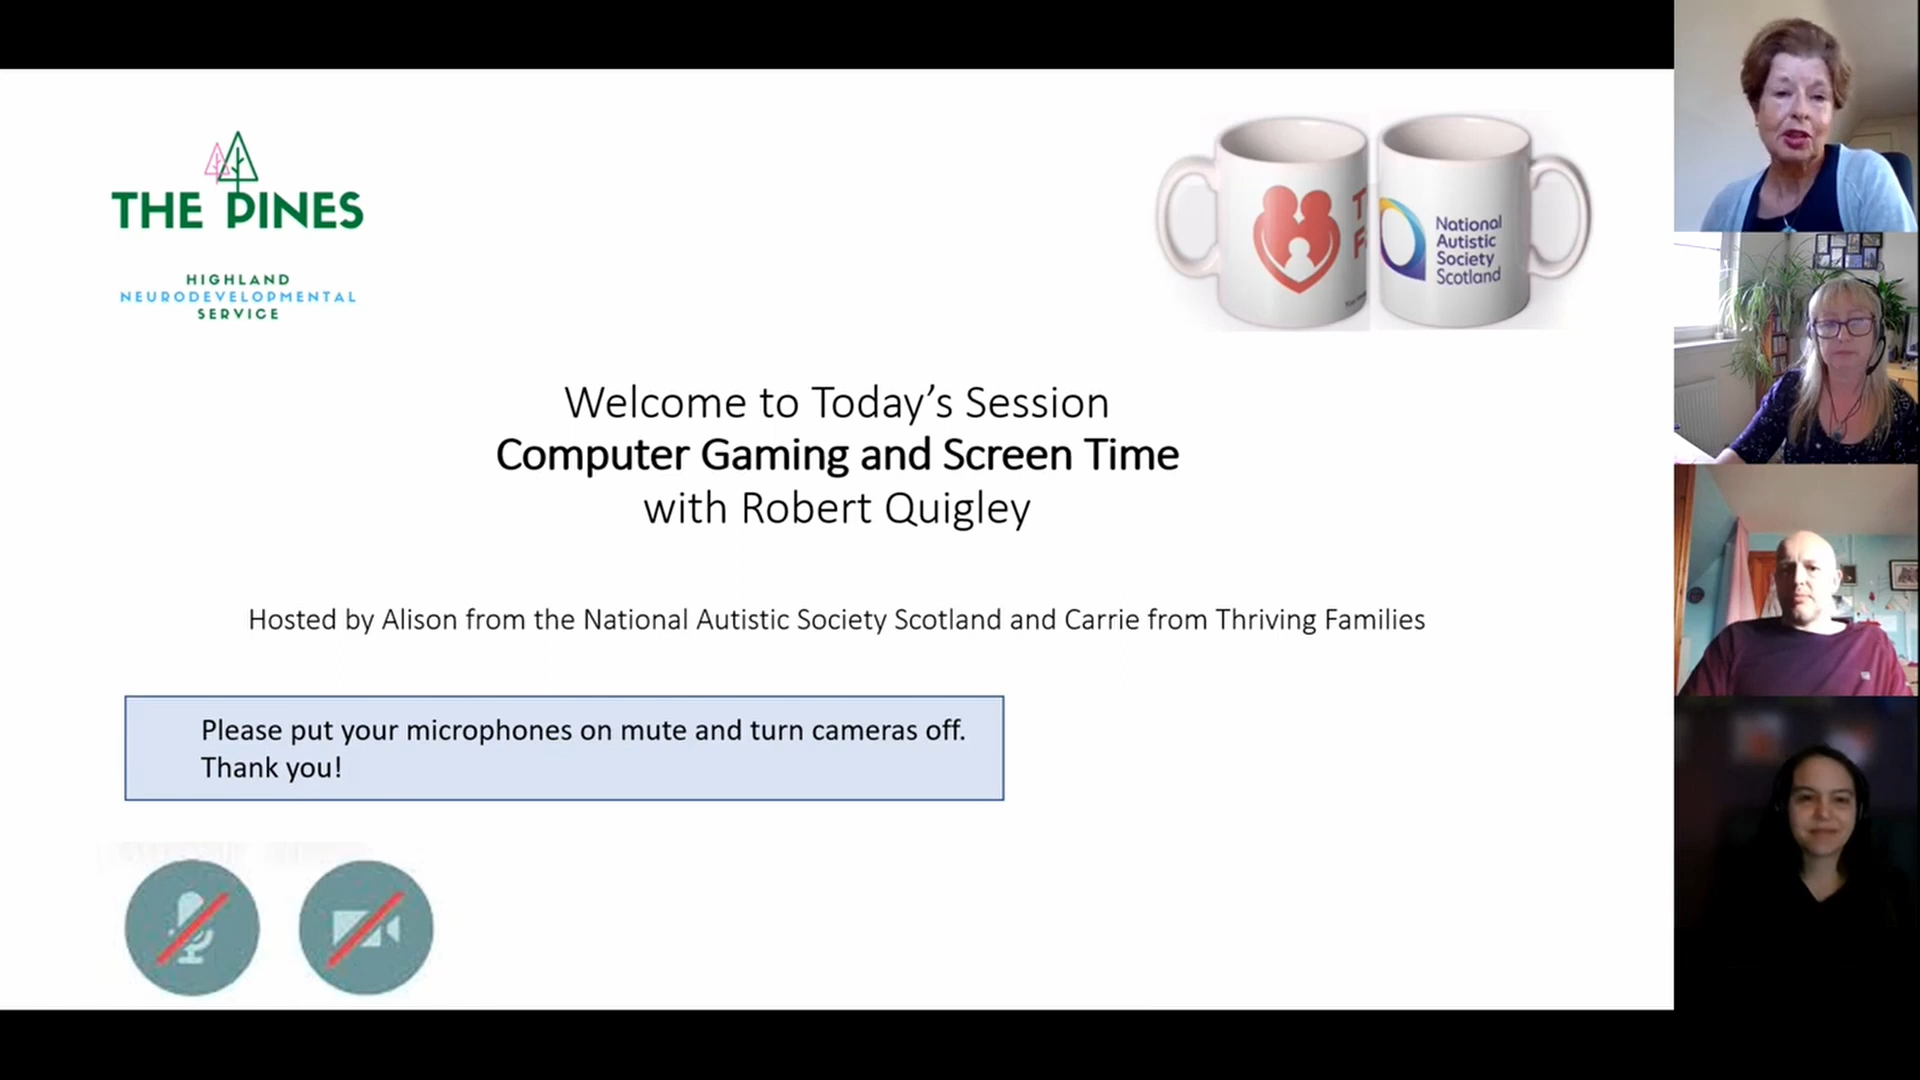 THE PINES
HIGHLAND
NEURODEVELOPMENTAL
SERVICE
National
Autistic
Society
Scotland
Welcome to Today’s Session
Computer Gaming and Screen Time
with Robert Quigley
Hosted by Alison from the National Autistic Society Scotland and Carrie from Thriving Families
Please put your microphones on mute and turn cameras off.
Thank you!